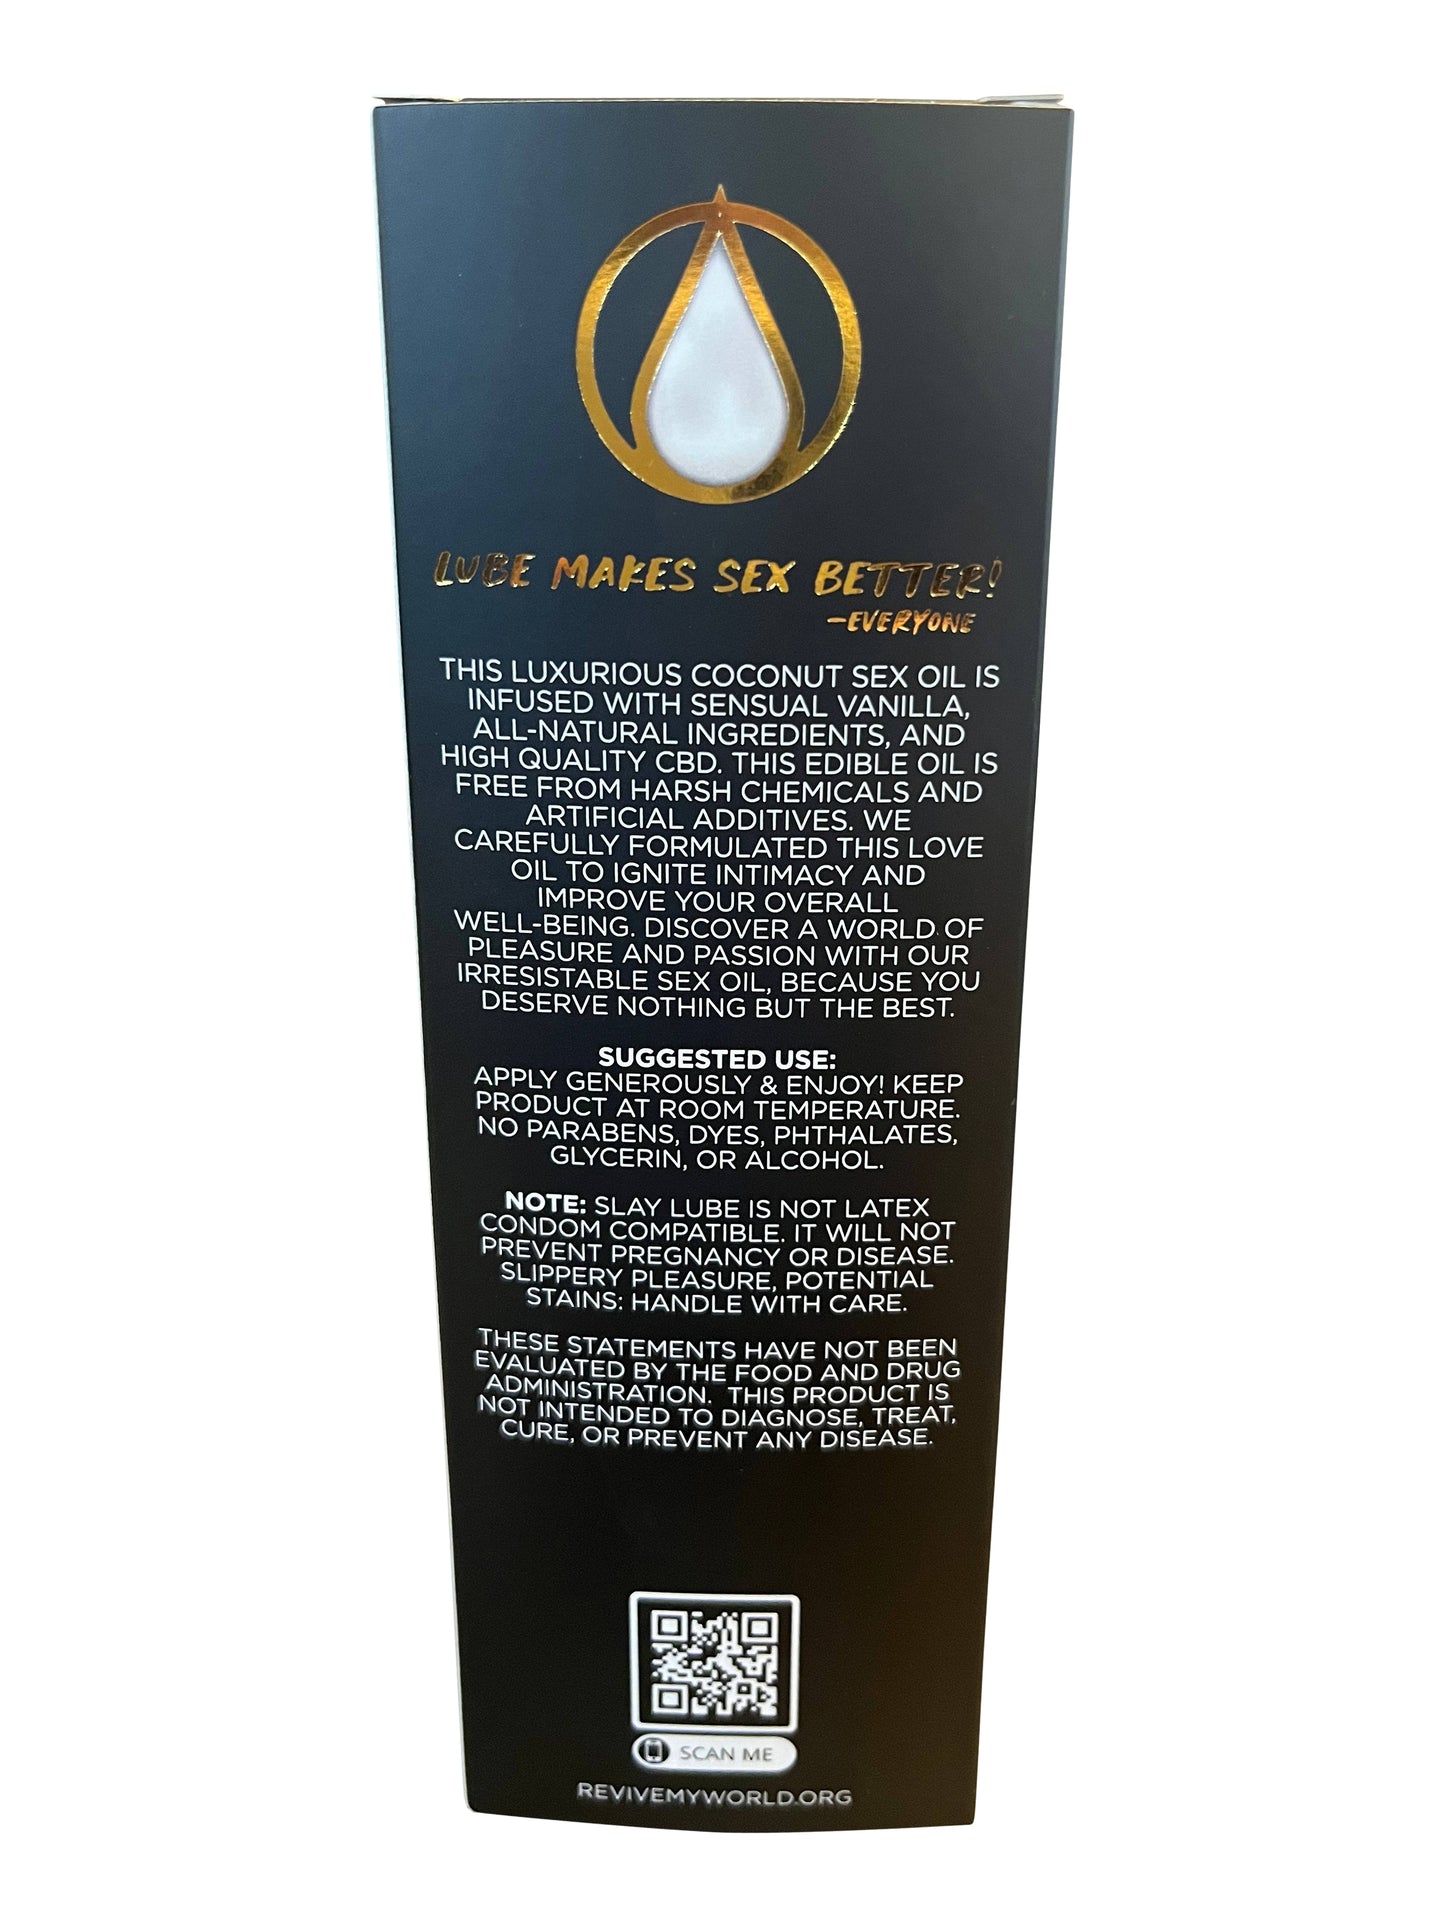 LUBE MAKES SEX BETTER!
-EVERYONE
THIS LUXURIOUS COCONUT SEX OIL IS
INFUSED WITH SENSUAL VANILLA,
ALL-NATURAL INGREDIENTS, AND
HIGH QUALITY CBD. THIS EDIBLE OIL IS
FREE FROM HARSH CHEMICALS AND
ARTIFICIAL ADDITIVES. WE
CAREFULLY FORMULATED THIS LOVE
OIL TO IGNITE INTIMACY AND
IMPROVE YOUR OVERALL
WELL-BEING. DISCOVER A WORLD OF
PLEASURE AND PASSION WITH OUR
IRRESISTABLE SEX OIL, BECAUSE YOU
DESERVE NOTHING BUT THE BEST.
SUGGESTED USE:
APPLY GENEROUSLY & ENJOY! KEEP
PRODUCT AT ROOM TEMPERATURE.
NO PARABENS, DYES, PHTHALATES,
GLYCERIN, OR ALCOHOL.
NOTE: SLAY LUBE IS NOT LATEX
CONDOM COMPATIBLE. IT WILL NOT
PREVENT PREGNANCY OR DISEASE.
SLIPPERY PLEASURE, POTENTIAL
STAINS: HANDLE WITH CARE.
THESE STATEMENTS HAVE NOT BEEN
EVALUATED BY THE FOOD AND DRUG
ADMINISTRATION. THIS PRODUCT IS
NOT INTENDED TO DIAGNOSE, TREAT,
CURE, OR PREVENT ANY DISEASE.
SCAN ME
REVIVEMYWORLD.ORG